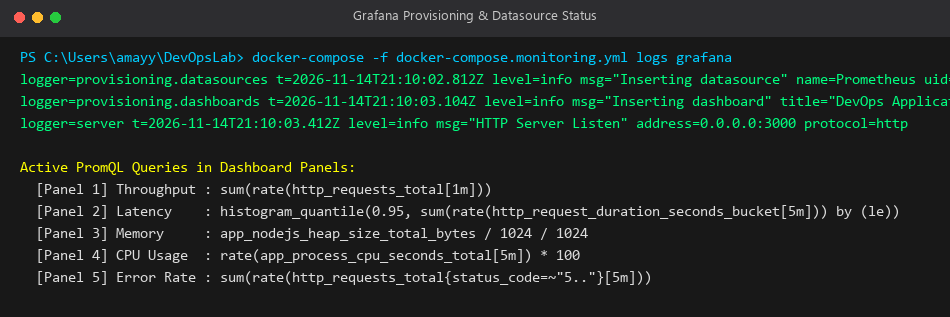 Grafana Provisioning & Datasource Status
PS C:\Users\amayy\DevOpsLab> docker-compose -f docker-compose.monitoring.yml logs grafana
logger=provisioning.datasources t=2026-11-14T21:10:02.812Z level=info msg="Inserting datasource" name=Prometheus uid=
logger=provisioning.dashboards t=2026-11-14T21:10:03.104Z level=info msg="Inserting dashboard" title="DevOps Applica
logger=server t=2026-11-14T21:10:03.412Z level=info msg="HTTP Server Listen" address=0.0.0.0:3000 protocol=http
Active PromQL Queries in Dashboard Panels:
[Panel 1] Throughput : sum(rate(http_requests_total[1m]))
[Panel 2] Latency    : histogram_quantile(0.95, sum(rate(http_request_duration_seconds_bucket[5m])) by (le))
[Panel 3] Memory     : app_nodejs_heap_size_total_bytes / 1024 / 1024
[Panel 4] CPU Usage  : rate(app_process_cpu_seconds_total[5m]) * 100
[Panel 5] Error Rate : sum(rate(http_requests_total{status_code=~"5.."}[5m]))